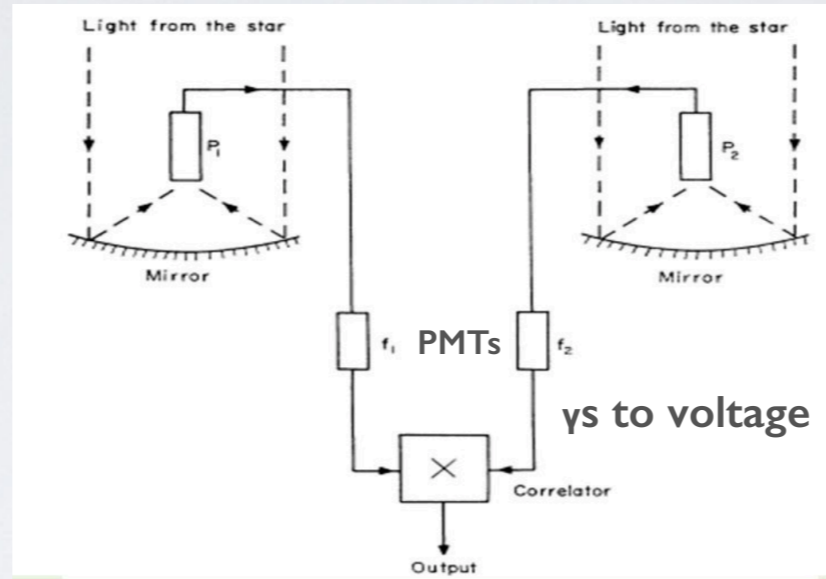 Light from the star
Light from the star
P₁
P₂
Mirror
Mirror
f₁ PMTs f₂
γs to voltage
×
Correlator
Output